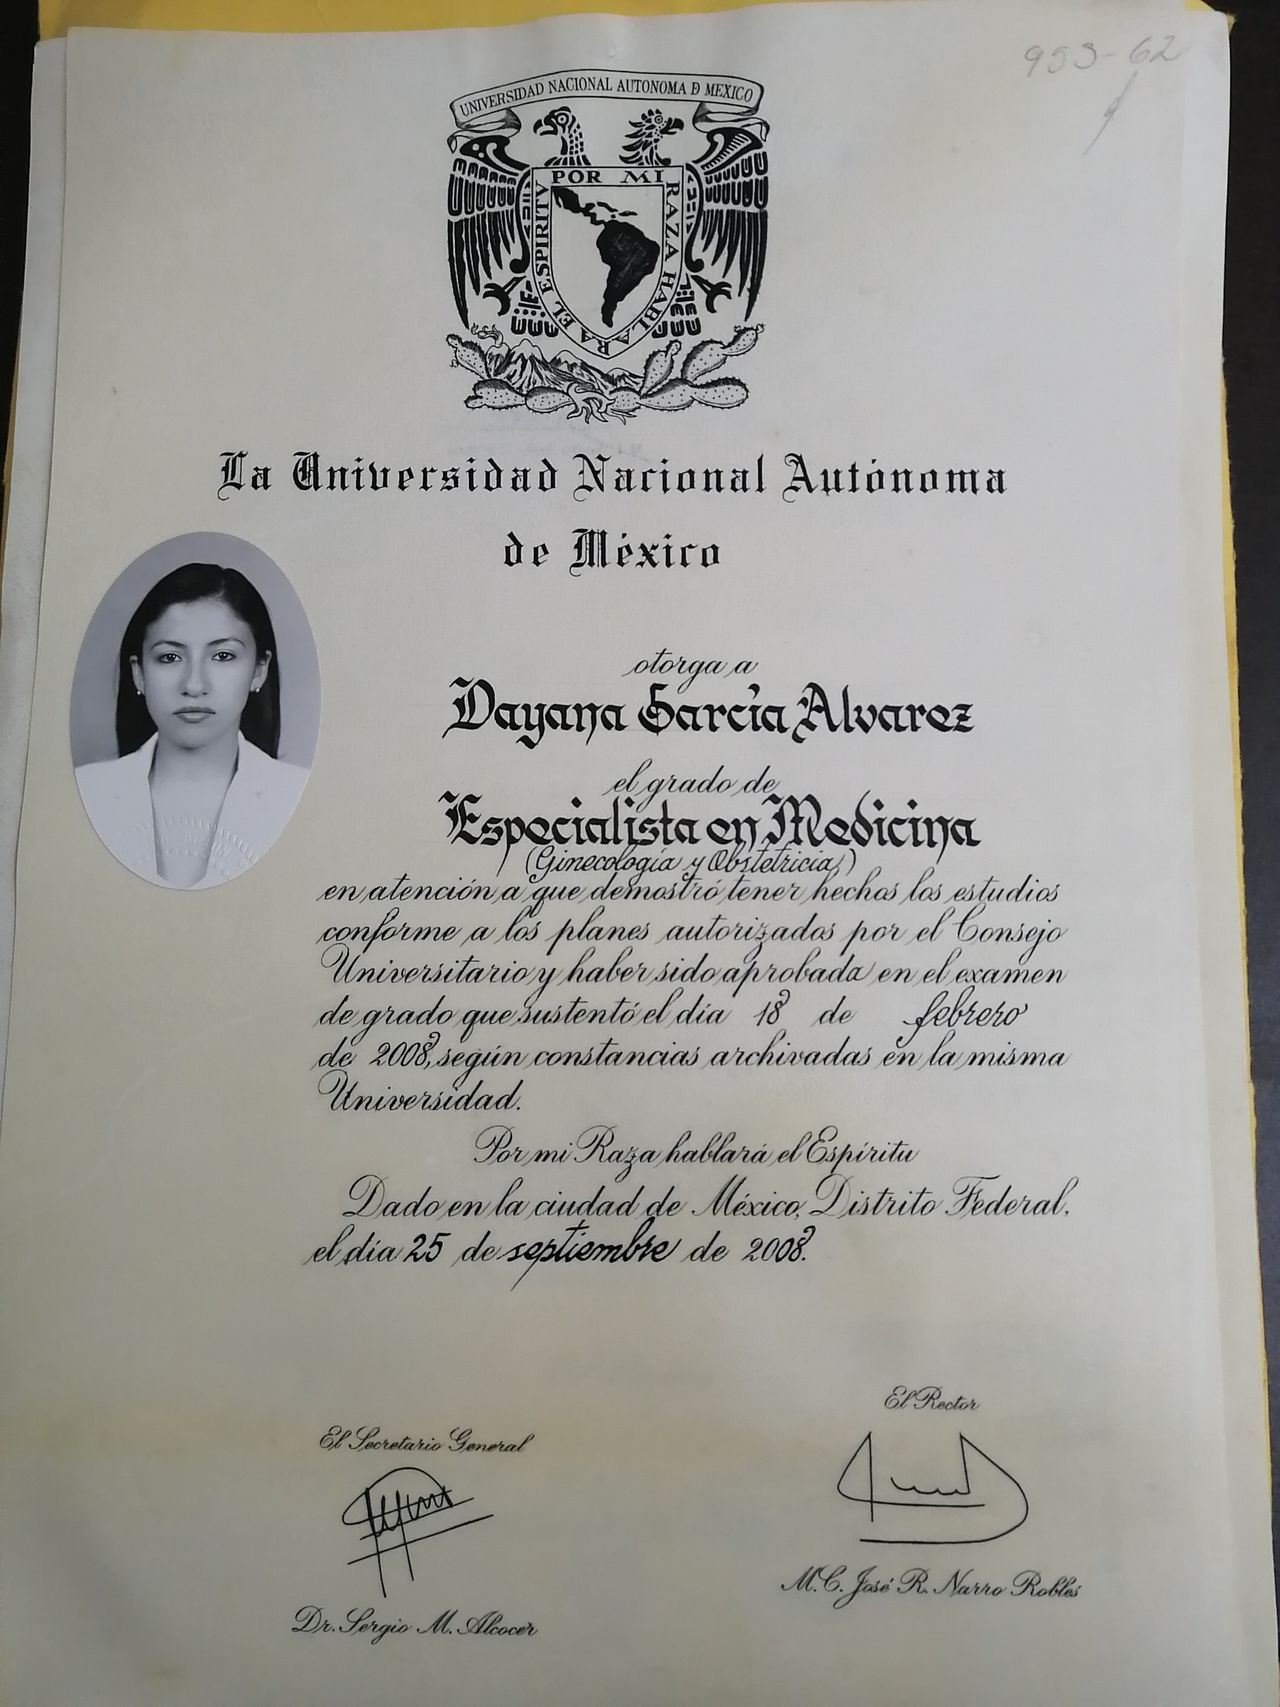 953-62
UNIVERSIDAD NACIONAL AUTONOMA D MEXICO
POR MI RAZA HABLARA EL ESPIRITV
La Universidad Nacional Autónoma
de México
otorga a
Dayana García Alvarez
el grado de
Especialista en Medicina
(Ginecología y Obstetricia)
en atención a que demostró tener hechos los estudios
conforme a los planes autorizados por el Consejo
Universitario y haber sido aprobada en el examen
de grado que sustentó el día 18 de febrero
de 2008, según constancias archivadas en la misma
Universidad.
Por mi Raza hablará el Espíritu
Dado en la ciudad de México, Distrito Federal,
el día 25 de septiembre de 2008.
El Secretario General
Dr. Sergio M. Alcocer
El Rector
M.C. José R. Narro Robles